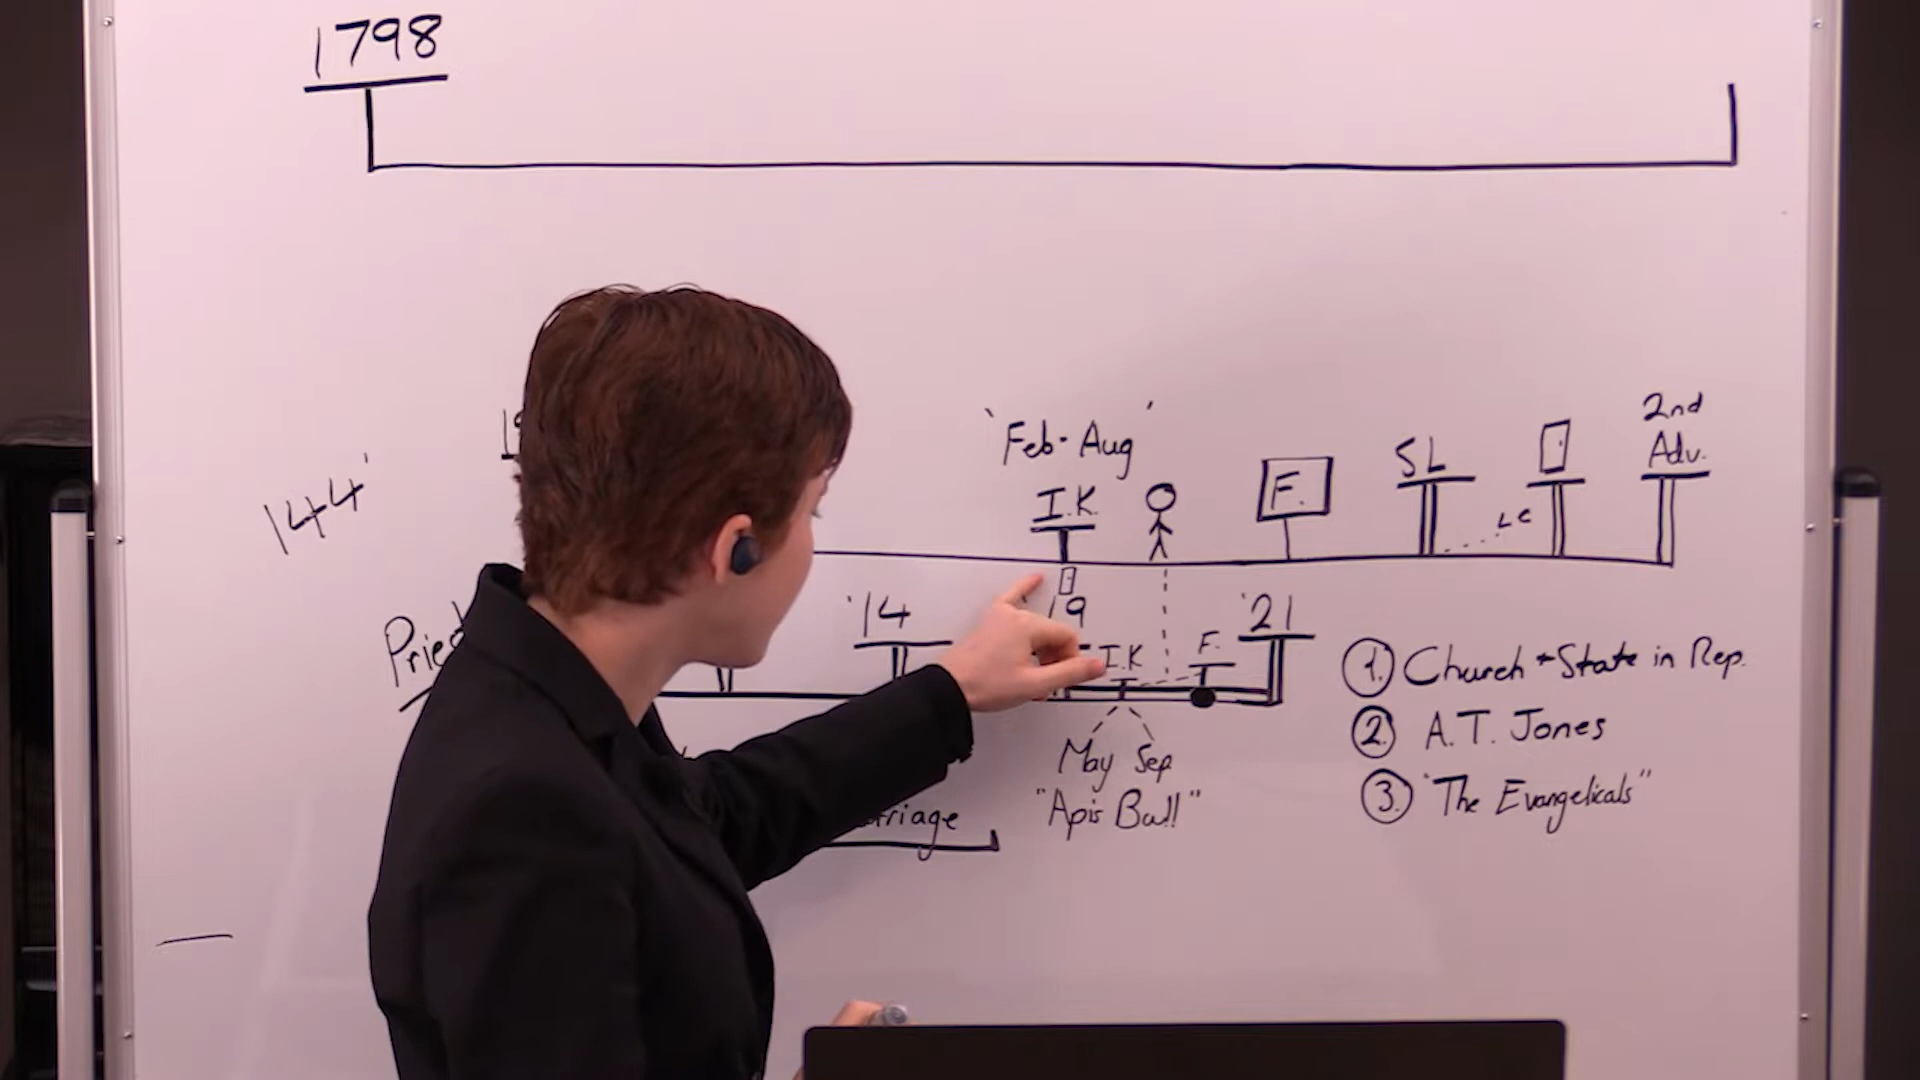 1798
'Feb-Aug'
I.K.
F.
SL
LC
2nd
Adv.
144'
'14
'19
I.K
F.
'21
May Sep
"Apis Bull"
① Church + State in Rep.
② A.T. Jones
③ "The Evangelicals"